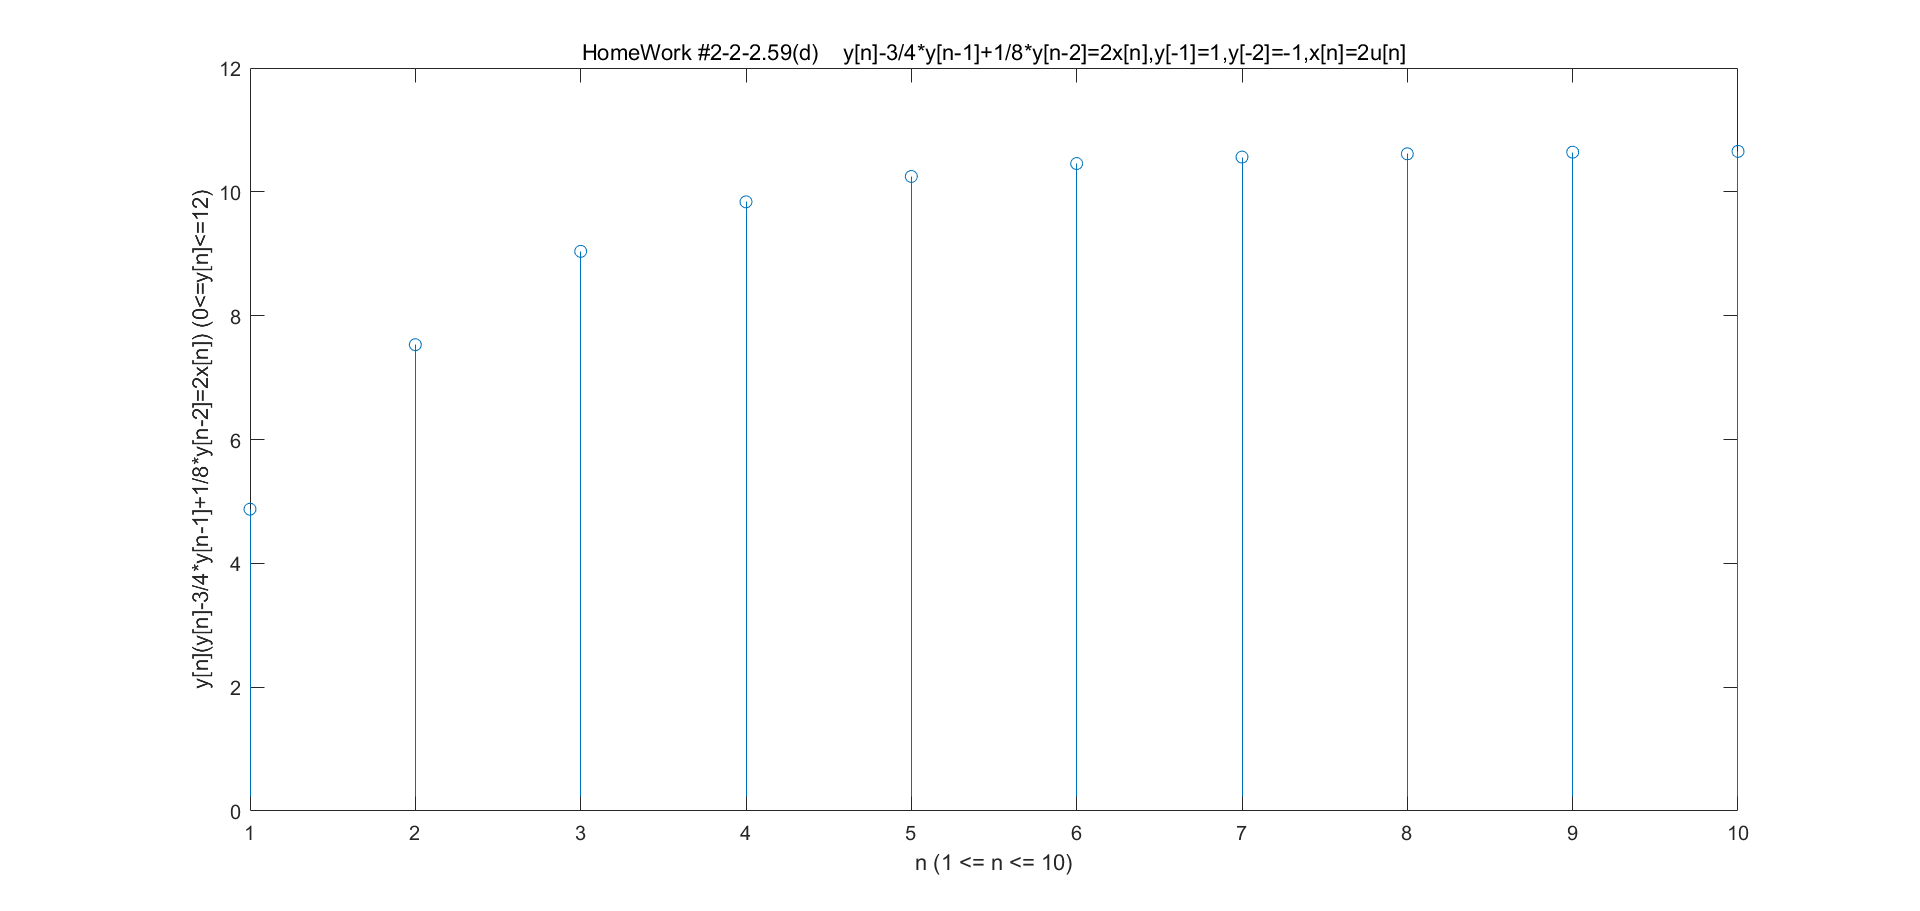 HomeWork #2-2-2.59(d)    y[n]-3/4*y[n-1]+1/8*y[n-2]=2x[n],y[-1]=1,y[-2]=-1,x[n]=2u[n]
y[n](y[n]-3/4*y[n-1]+1/8*y[n-2]=2x[n]) (0<=y[n]<=12)
12
10
8
6
4
2
0
1 2 3 4 5 6 7 8 9 10
n (1 <= n <= 10)